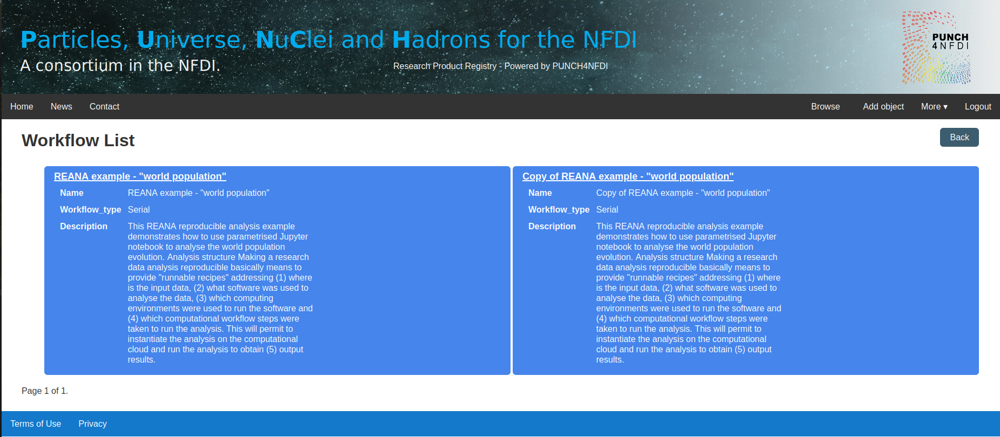 Particles, Universe, NuClei and Hadrons for the NFDI
A consortium in the NFDI.
Research Product Registry - Powered by PUNCH4NFDI
PUNCH
4NFDI
Home News Contact Browse Add object More ▾ Logout
Workflow List
Back
REANA example - "world population"
Name REANA example - "world population"
Workflow_type Serial
Description This REANA reproducible analysis example
demonstrates how to use parametrised Jupyter
notebook to analyse the world population
evolution. Analysis structure Making a research
data analysis reproducible basically means to
provide "runnable recipes" addressing (1) where
is the input data, (2) what software was used to
analyse the data, (3) which computing
environments were used to run the software and
(4) which computational workflow steps were
taken to run the analysis. This will permit to
instantiate the analysis on the computational
cloud and run the analysis to obtain (5) output
results.
Copy of REANA example - "world population"
Name Copy of REANA example - "world population"
Workflow_type Serial
Description This REANA reproducible analysis example
demonstrates how to use parametrised Jupyter
notebook to analyse the world population
evolution. Analysis structure Making a research
data analysis reproducible basically means to
provide "runnable recipes" addressing (1) where
is the input data, (2) what software was used to
analyse the data, (3) which computing
environments were used to run the software and
(4) which computational workflow steps were
taken to run the analysis. This will permit to
instantiate the analysis on the computational
cloud and run the analysis to obtain (5) output
results.
Page 1 of 1.
Terms of Use Privacy